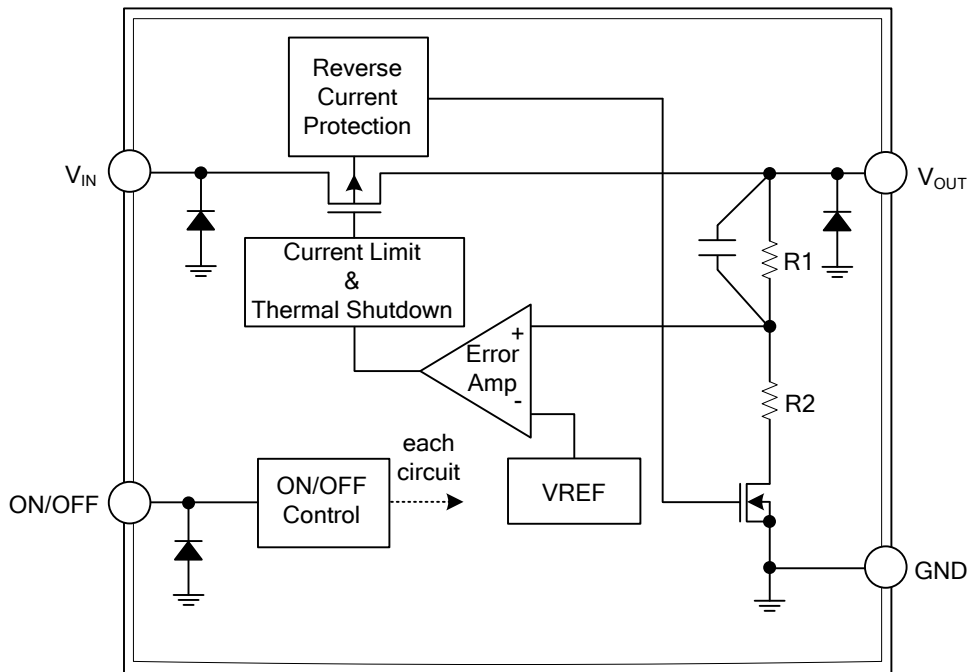 Reverse
Current
Protection
V_IN
V_OUT
Current Limit
&
Thermal Shutdown
R1
+
Error
Amp
-
R2
each
circuit
ON/OFF
ON/OFF
Control
VREF
GND